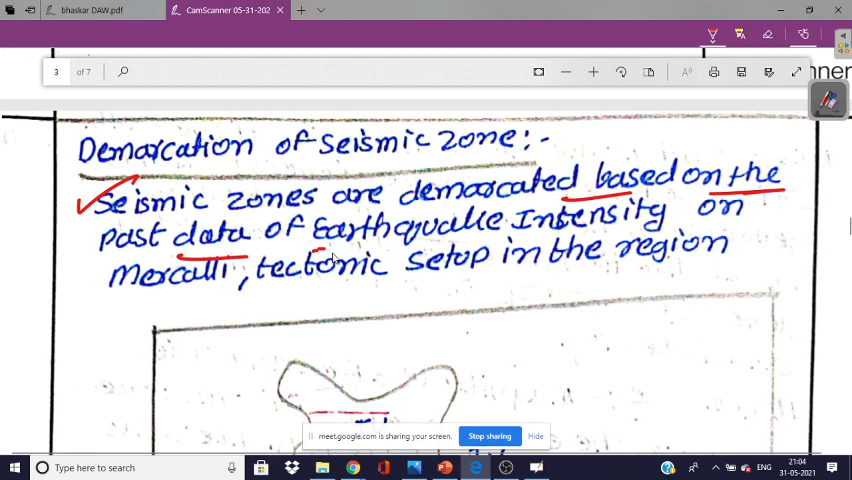 bhaskar DAW.pdf
CamScanner 05-31-202
3 of 7
nner
Demarcation of Seismic zone:-
Seismic zones are demarcated based on the
past data of Earthquake Intensity on
Mercalli, tectonic setup in the region
meet.google.com is sharing your screen. Stop sharing Hide
Type here to search
ENG
21:04
31-05-2021